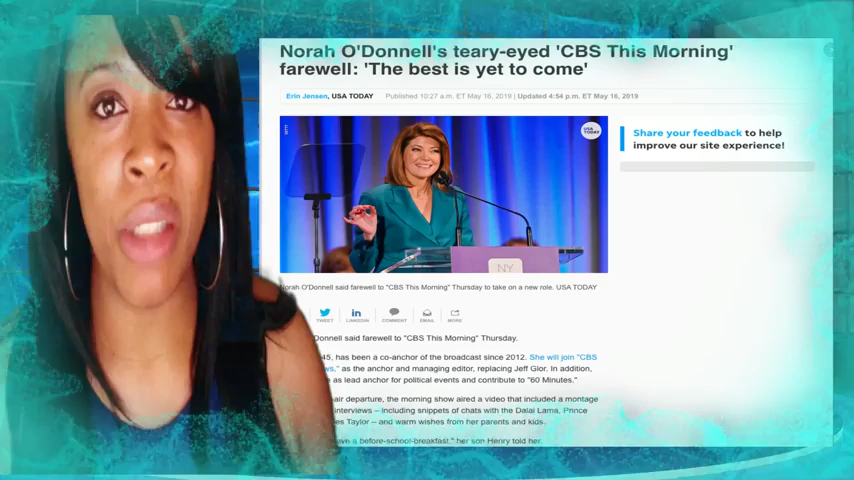 Norah O'Donnell's teary-eyed 'CBS This Morning'
farewell: 'The best is yet to come'
Erin Jensen, USA TODAY Published 10:27 a.m. ET May 16, 2019 | Updated 4:54 p.m. ET May 16, 2019
Share your feedback to help
improve our site experience!
USA
TODAY
NY
Norah O'Donnell said farewell to "CBS This Morning" Thursday to take on a new role. USA TODAY
TWEET LINKEDIN COMMENT EMAIL MORE
Donnell said farewell to "CBS This Morning" Thursday.
45, has been a co-anchor of the broadcast since 2012. She will join "CBS
as the anchor and managing editor, replacing Jeff Glor. In addition,
as lead anchor for political events and contribute to "60 Minutes."
air departure, the morning show aired a video that included a montage
interviews – including snippets of chats with the Dalai Lama, Prince
Taylor – and warm wishes from her parents and kids.
a before-school-breakfast," her son Henry told her.